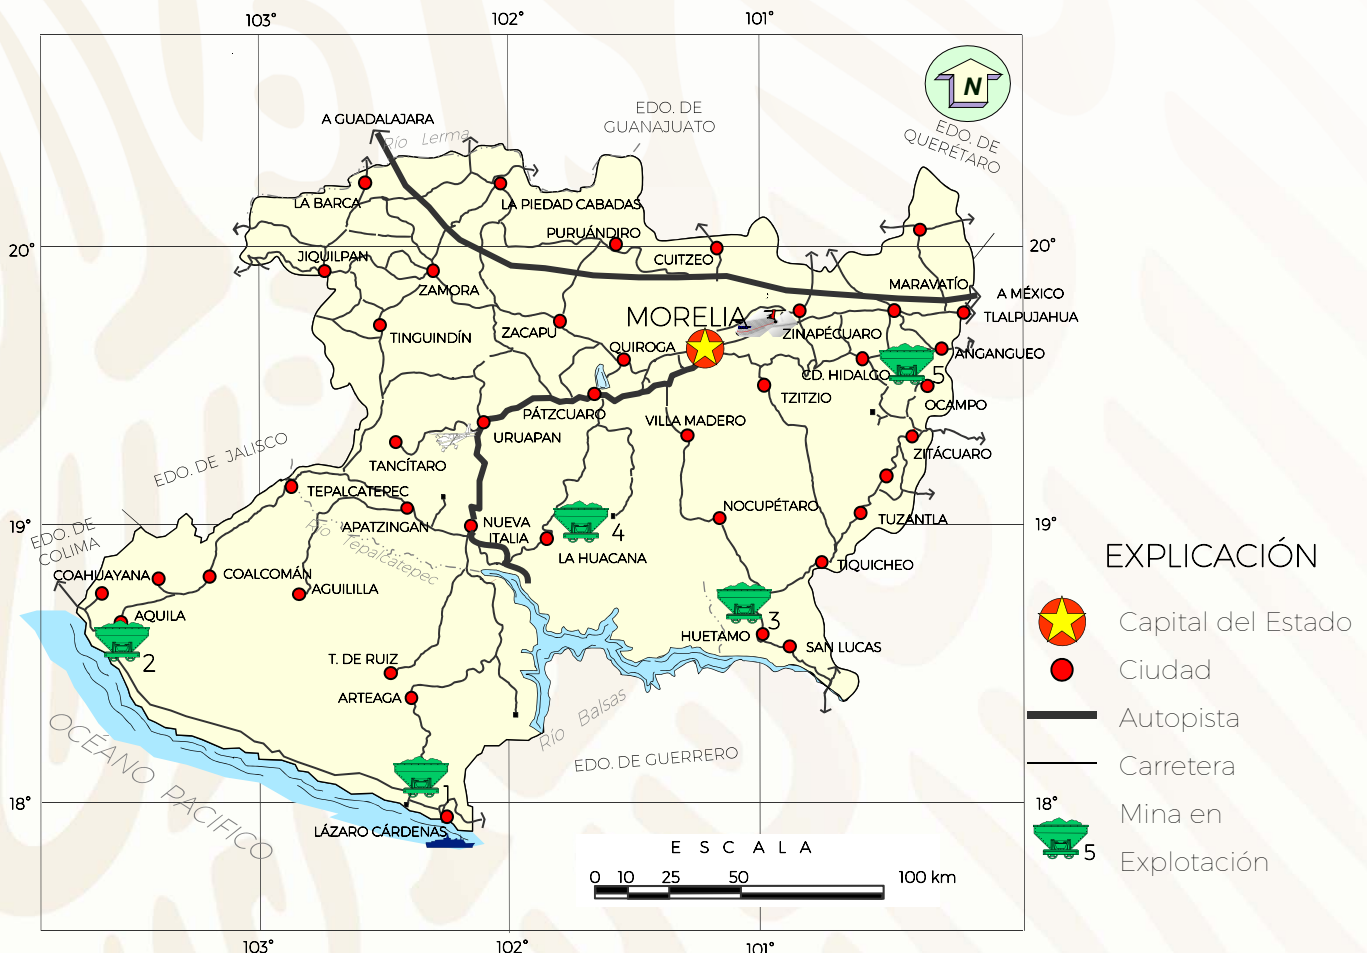 103°
102°
101°
N
A GUADALAJARA
Río Lerma
EDO. DE
GUANAJUATO
EDO. DE
QUERÉTARO
LA BARCA
LA PIEDAD CABADAS
PURUÁNDIRO
20°
20°
JIQUILPAN
CUITZEO
ZAMORA
MARAVATÍO
A MÉXICO
MORELIA
TLALPUJAHUA
TINGUINDÍN
ZACAPU
ZINAPÉCUARO
QUIROGA
ANGANGUEO
CD. HIDALGO
5
TZITZIO
OCAMPO
PÁTZCUARO
VILLA MADERO
URUAPAN
ZITÁCUARO
EDO. DE JALISCO
TANCÍTARO
TEPALCATEPEC
NOCUPÉTARO
TUZANTLA
EDO. DE
COLIMA
APATZINGAN
NUEVA
ITALIA
19°
19°
4
Río Tepalcatepec
LA HUACANA
TIQUICHEO
COAHUAYANA
COALCOMÁN
AGUILILLA
AQUILA
3
HUETAMO
SAN LUCAS
2
T. DE RUIZ
ARTEAGA
Río Balsas
OCÉANO PACIFICO
EDO. DE GUERRERO
1
18°
18°
LÁZARO CÁRDENAS
ESCALA
0 10 25 50 100 km
103°
102°
101°
EXPLICACIÓN
Capital del Estado
Ciudad
Autopista
Carretera
Mina en
Explotación
5